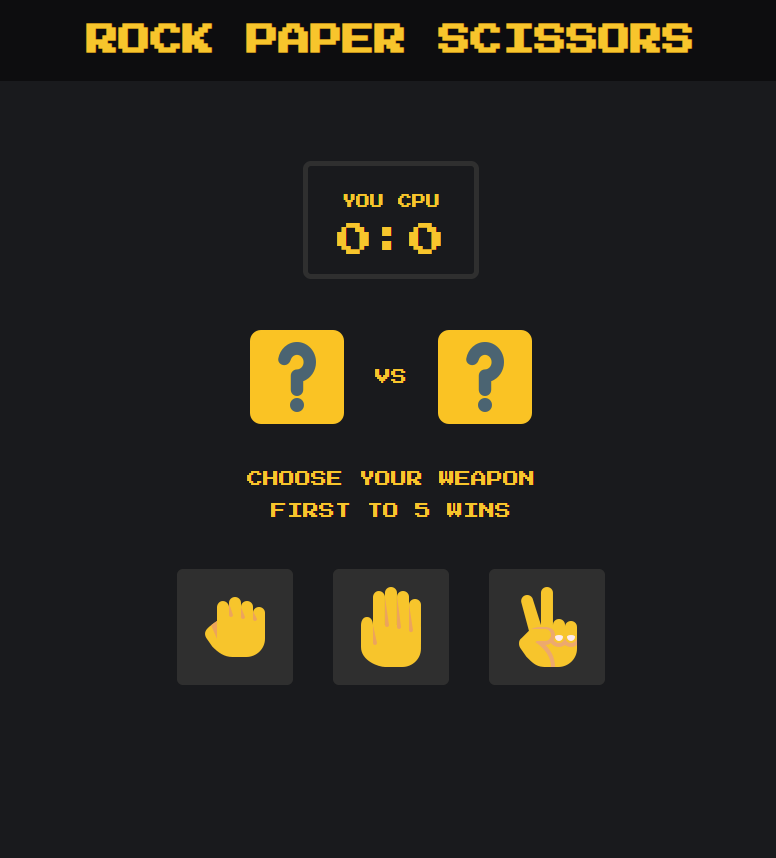 ROCK PAPER SCISSORS
YOU CPU
0:0
? VS ?
CHOOSE YOUR WEAPON
FIRST TO 5 WINS